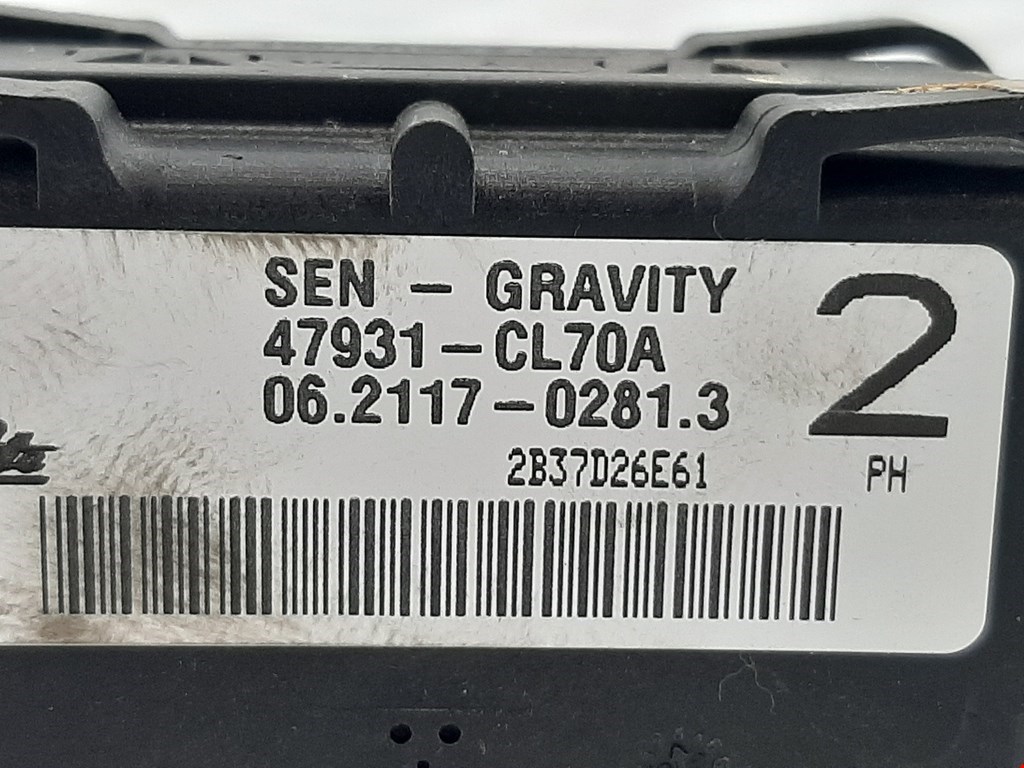 SEN - GRAVITY
47931-CL70A
06.2117-0281.3
2
2B37D26E61
PH